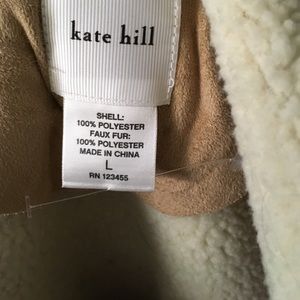 kate hill
SHELL:
100% POLYESTER
FAUX FUR:
100% POLYESTER
MADE IN CHINA
L
RN 123455